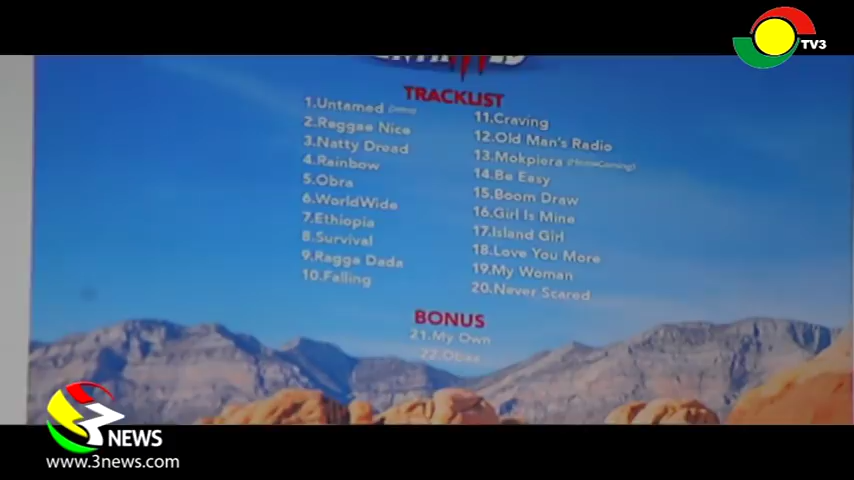 TV3
TRACKLIST
1.Untamed
2.Reggae Nice
3.Natty Dread
4.Rainbow
5.Obra
6.WorldWide
7.Ethiopia
8.Survival
9.Ragga Dada
10.Falling
11.Craving
12.Old Man's Radio
13.Mokpiera (HomeComing)
14.Be Easy
15.Boom Draw
16.Girl Is Mine
17.Island Girl
18.Love You More
19.My Woman
20.Never Scared
BONUS
21.My Own
3 NEWS
www.3news.com